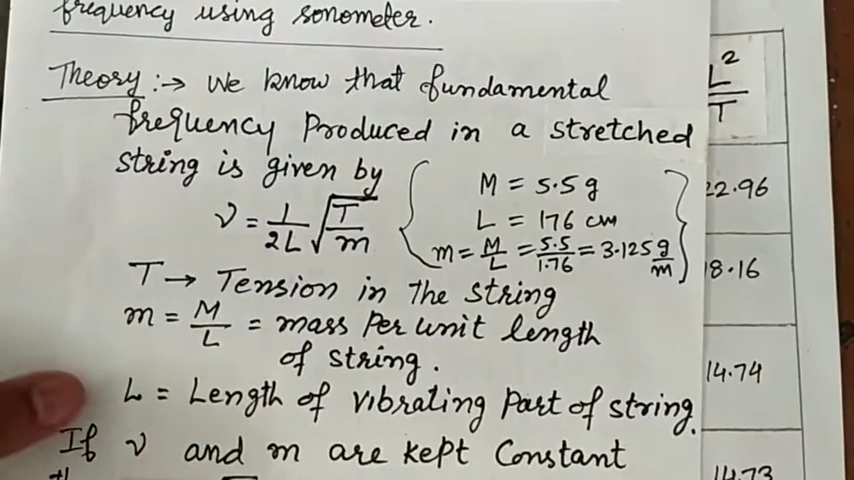 frequency using sonometer.
Theory :→ We know that fundamental
frequency Produced in a stretched
string is given by
ν = 1/2L √T/m
M = 5.5 g
L = 176 cm
m = M/L = 5.5/1.76 = 3.125 g/m
T → Tension in The string
m = M/L = mass Per unit length
of string.
L = Length of vibrating Part of string.
If ν and m are kept Constant
L²/T
22.96
18.16
14.74
14.73